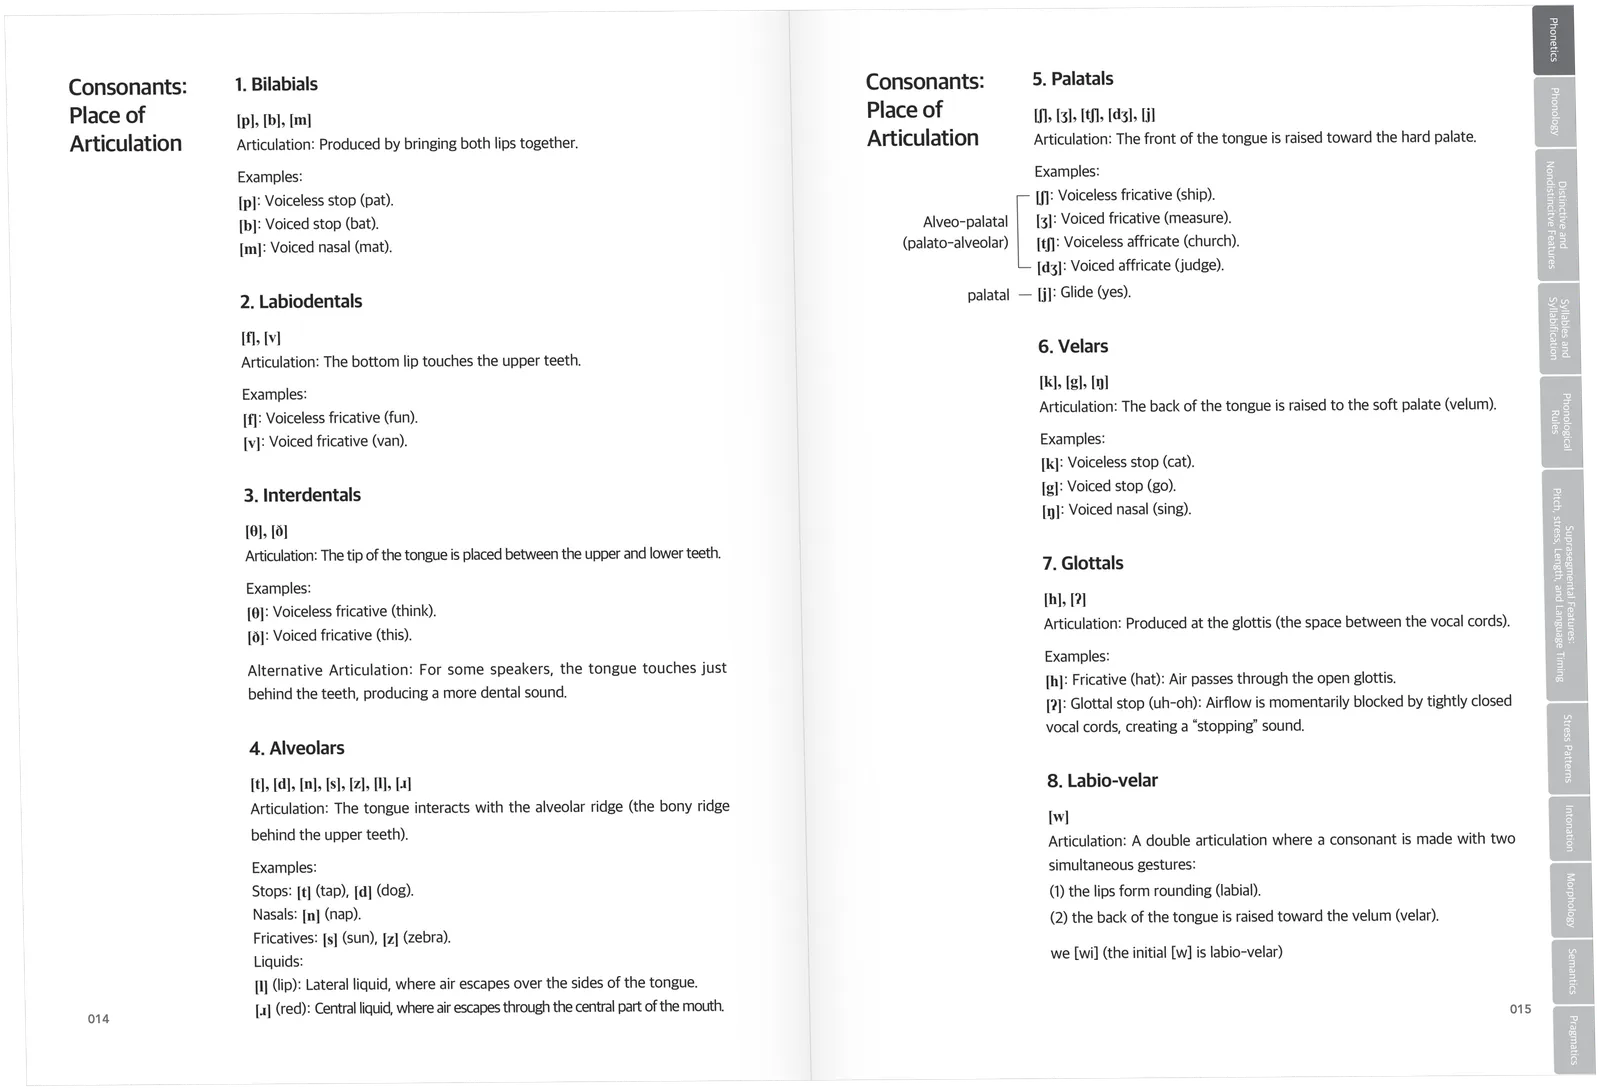 Consonants:
Place of
Articulation
1. Bilabials
[p], [b], [m]
Articulation: Produced by bringing both lips together.
Examples:
[p]: Voiceless stop (pat).
[b]: Voiced stop (bat).
[m]: Voiced nasal (mat).
2. Labiodentals
[f], [v]
Articulation: The bottom lip touches the upper teeth.
Examples:
[f]: Voiceless fricative (fun).
[v]: Voiced fricative (van).
3. Interdentals
[θ], [ð]
Articulation: The tip of the tongue is placed between the upper and lower teeth.
Examples:
[θ]: Voiceless fricative (think).
[ð]: Voiced fricative (this).
Alternative Articulation: For some speakers, the tongue touches just
behind the teeth, producing a more dental sound.
4. Alveolars
[t], [d], [n], [s], [z], [l], [ɹ]
Articulation: The tongue interacts with the alveolar ridge (the bony ridge
behind the upper teeth).
Examples:
Stops: [t] (tap), [d] (dog).
Nasals: [n] (nap).
Fricatives: [s] (sun), [z] (zebra).
Liquids:
[l] (lip): Lateral liquid, where air escapes over the sides of the tongue.
[ɹ] (red): Central liquid, where air escapes through the central part of the mouth.
014
Consonants:
Place of
Articulation
5. Palatals
[ʃ], [ʒ], [tʃ], [dʒ], [j]
Articulation: The front of the tongue is raised toward the hard palate.
Examples:
[ʃ]: Voiceless fricative (ship).
Alveo-palatal
(palato-alveolar)
[ʒ]: Voiced fricative (measure).
[tʃ]: Voiceless affricate (church).
[dʒ]: Voiced affricate (judge).
palatal — [j]: Glide (yes).
6. Velars
[k], [g], [ŋ]
Articulation: The back of the tongue is raised to the soft palate (velum).
Examples:
[k]: Voiceless stop (cat).
[g]: Voiced stop (go).
[ŋ]: Voiced nasal (sing).
7. Glottals
[h], [ʔ]
Articulation: Produced at the glottis (the space between the vocal cords).
Examples:
[h]: Fricative (hat): Air passes through the open glottis.
[ʔ]: Glottal stop (uh-oh): Airflow is momentarily blocked by tightly closed
vocal cords, creating a “stopping” sound.
8. Labio-velar
[w]
Articulation: A double articulation where a consonant is made with two
simultaneous gestures:
(1) the lips form rounding (labial).
(2) the back of the tongue is raised toward the velum (velar).
we [wi] (the initial [w] is labio-velar)
015
Phonetics
Phonology
Distinctive and
Nondistincitve Features
Syllables and
Syllabification
Phonological
Rules
Suprasegmental Features:
Pitch, stress, Length, and Language Timing
Stress Patterns
Intonation
Morphology
Semantics
Pragmatics